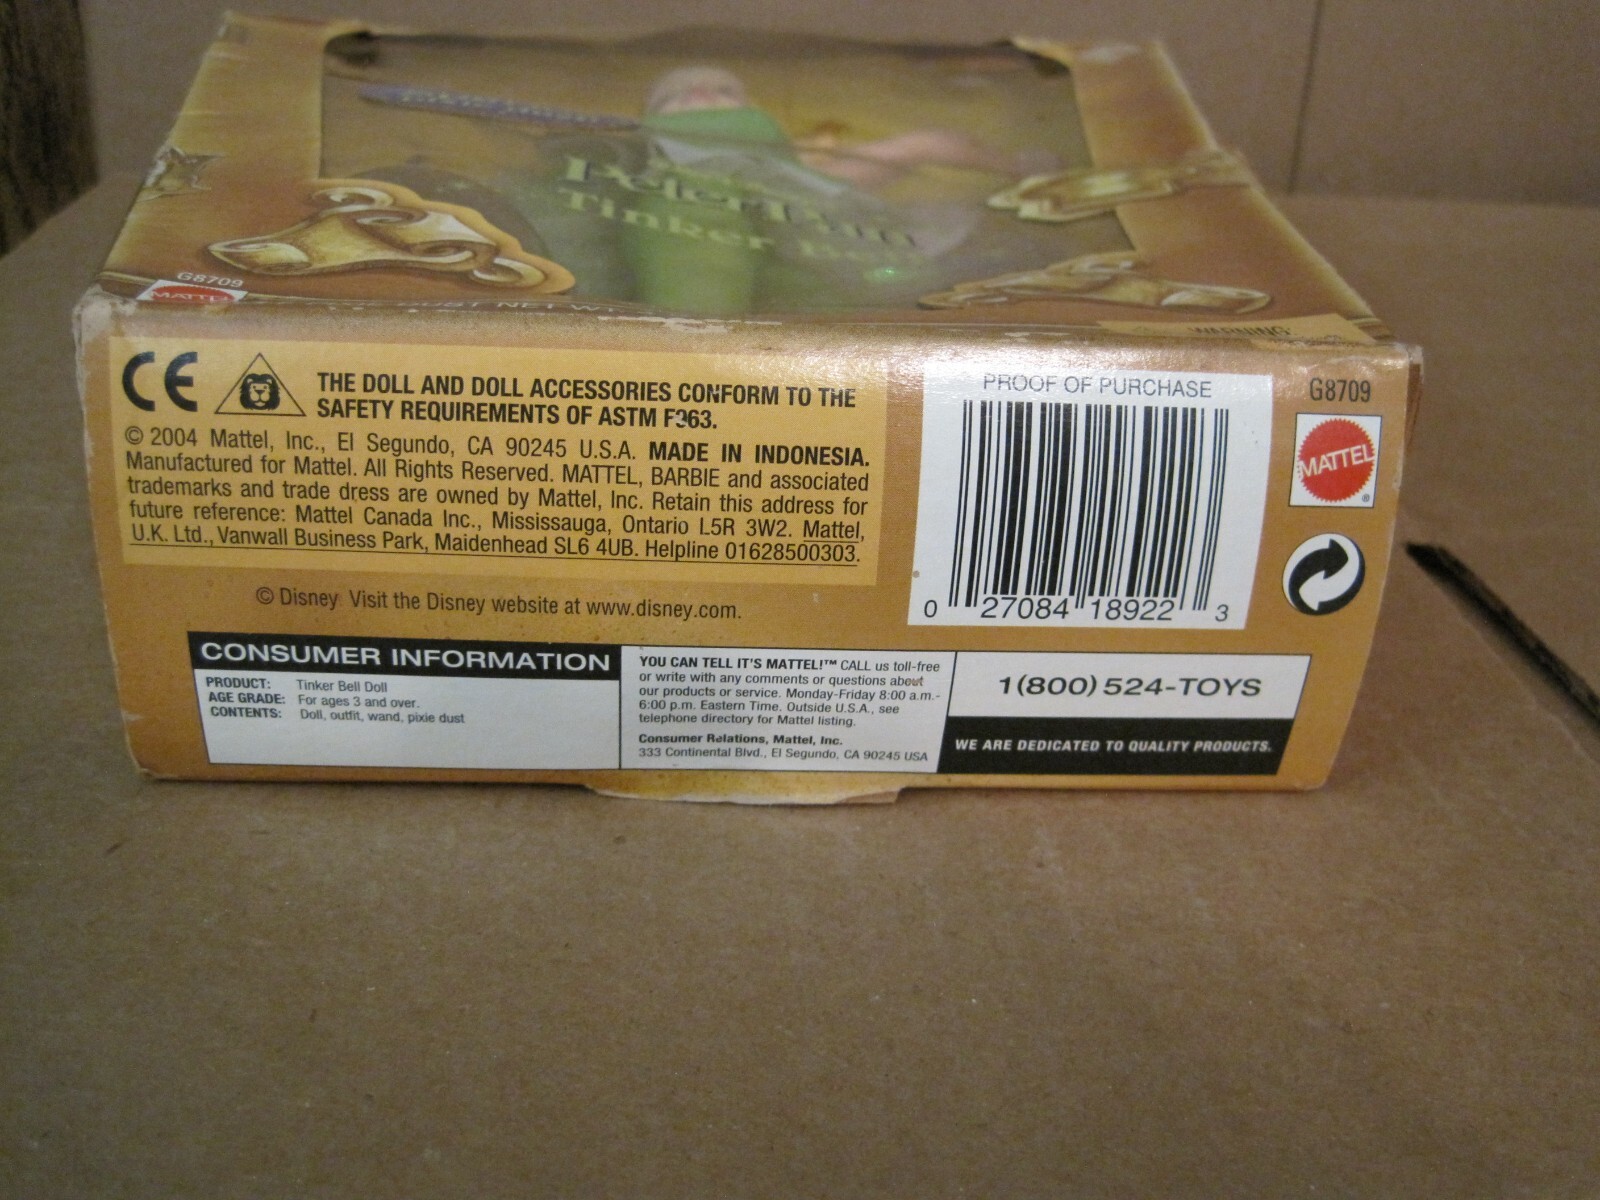 Peter Pan
Tinker Bell
G8709
MATTEL
DUST NET WT
WARNING:
CE
THE DOLL AND DOLL ACCESSORIES CONFORM TO THE
SAFETY REQUIREMENTS OF ASTM F963.
© 2004 Mattel, Inc., El Segundo, CA 90245 U.S.A. MADE IN INDONESIA.
Manufactured for Mattel. All Rights Reserved. MATTEL, BARBIE and associated
trademarks and trade dress are owned by Mattel, Inc. Retain this address for
future reference: Mattel Canada Inc., Mississauga, Ontario L5R 3W2. Mattel,
U.K. Ltd., Vanwall Business Park, Maidenhead SL6 4UB. Helpline 01628500303.
© Disney Visit the Disney website at www.disney.com.
PROOF OF PURCHASE
0 27084 18922 3
G8709
MATTEL
®
CONSUMER INFORMATION
PRODUCT: Tinker Bell Doll
AGE GRADE: For ages 3 and over.
CONTENTS: Doll, outfit, wand, pixie dust
YOU CAN TELL IT'S MATTEL!™ CALL us toll-free
or write with any comments or questions about
our products or service. Monday-Friday 8:00 a.m.-
6:00 p.m. Eastern Time. Outside U.S.A., see
telephone directory for Mattel listing.
Consumer Relations, Mattel, Inc.
333 Continental Blvd., El Segundo, CA 90245 USA
1(800) 524-TOYS
WE ARE DEDICATED TO QUALITY PRODUCTS.